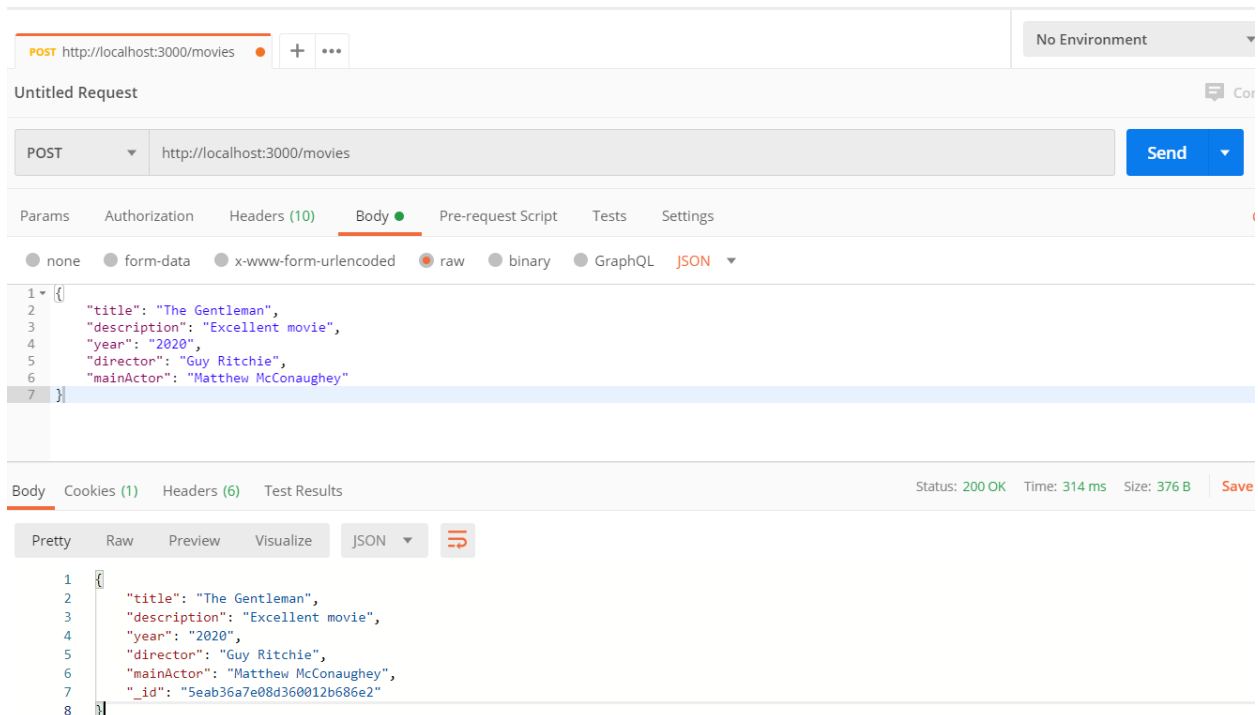 POST http://localhost:3000/movies + •••
No Environment
Untitled Request
POST http://localhost:3000/movies Send
Params Authorization Headers (10) Body Pre-request Script Tests Settings
none form-data x-www-form-urlencoded raw binary GraphQL JSON
1 {
2 "title": "The Gentleman",
3 "description": "Excellent movie",
4 "year": "2020",
5 "director": "Guy Ritchie",
6 "mainActor": "Matthew McConaughey"
7 }
Body Cookies (1) Headers (6) Test Results Status: 200 OK Time: 314 ms Size: 376 B Save
Pretty Raw Preview Visualize JSON
1 {
2 "title": "The Gentleman",
3 "description": "Excellent movie",
4 "year": "2020",
5 "director": "Guy Ritchie",
6 "mainActor": "Matthew McConaughey",
7 "_id": "5eab36a7e08d360012b686e2"
8 }